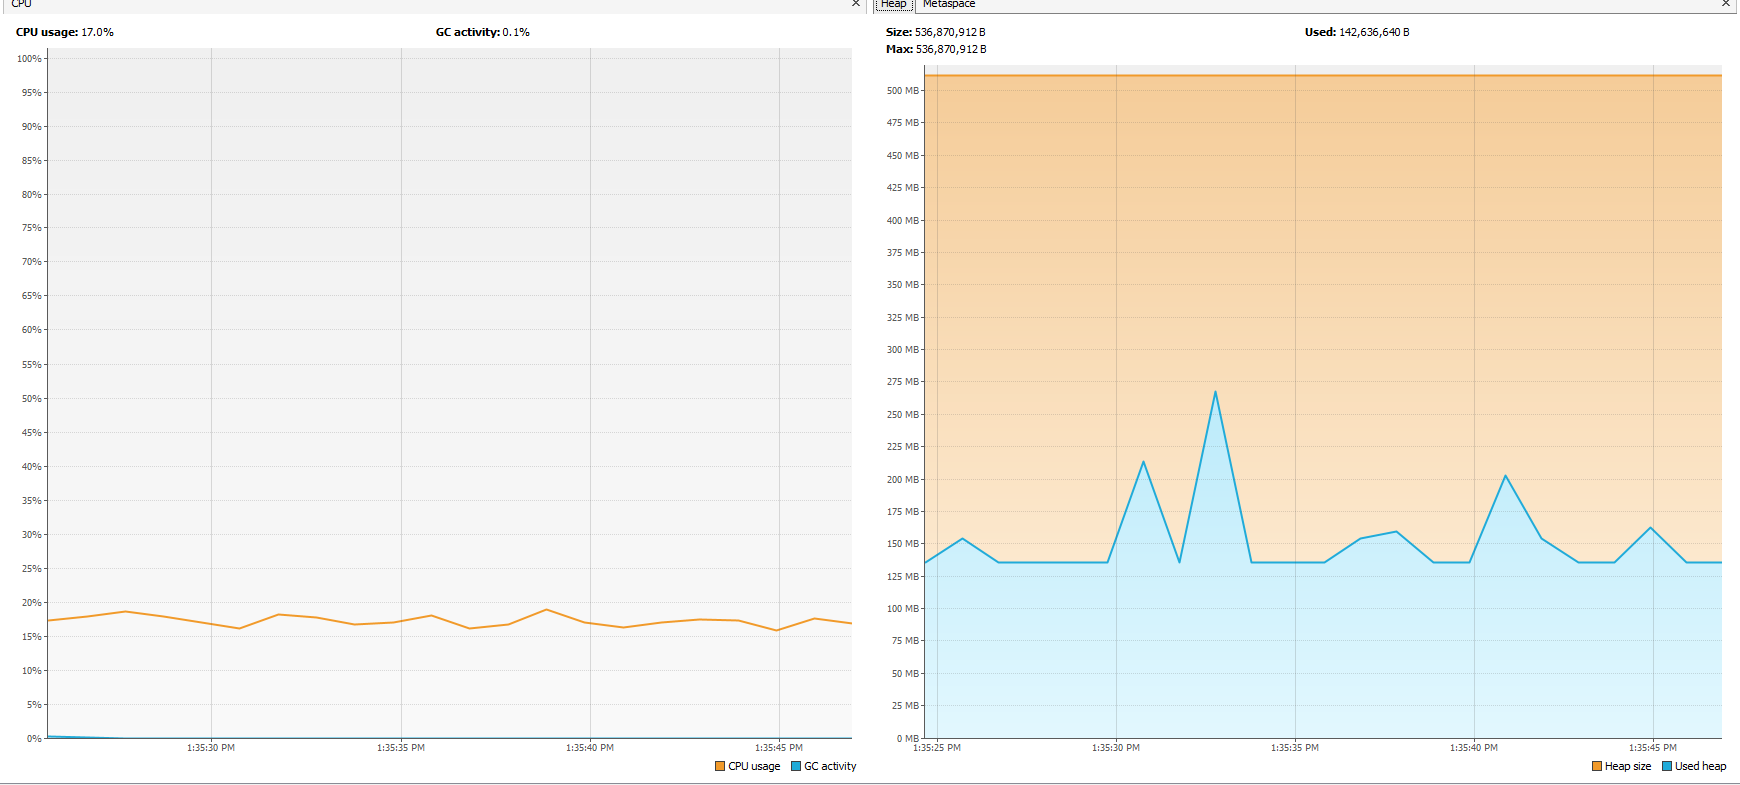 CPU
CPU usage: 17.0%
GC activity: 0.1%
100%
95%
90%
85%
80%
75%
70%
65%
60%
55%
50%
45%
40%
35%
30%
25%
20%
15%
10%
5%
0%
1:35:30 PM
1:35:35 PM
1:35:40 PM
1:35:45 PM
CPU usage
GC activity
Heap
Metaspace
Size: 536,870,912 B
Used: 142,636,640 B
Max: 536,870,912 B
500 MB
475 MB
450 MB
425 MB
400 MB
375 MB
350 MB
325 MB
300 MB
275 MB
250 MB
225 MB
200 MB
175 MB
150 MB
125 MB
100 MB
75 MB
50 MB
25 MB
0 MB
1:35:25 PM
1:35:30 PM
1:35:35 PM
1:35:40 PM
1:35:45 PM
Heap size
Used heap